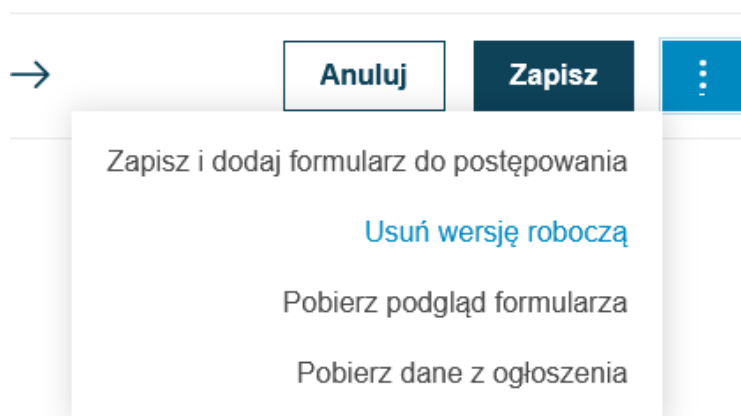 Anuluj
Zapisz
Zapisz i dodaj formularz do postępowania
Usuń wersję roboczą
Pobierz podgląd formularza
Pobierz dane z ogłoszenia